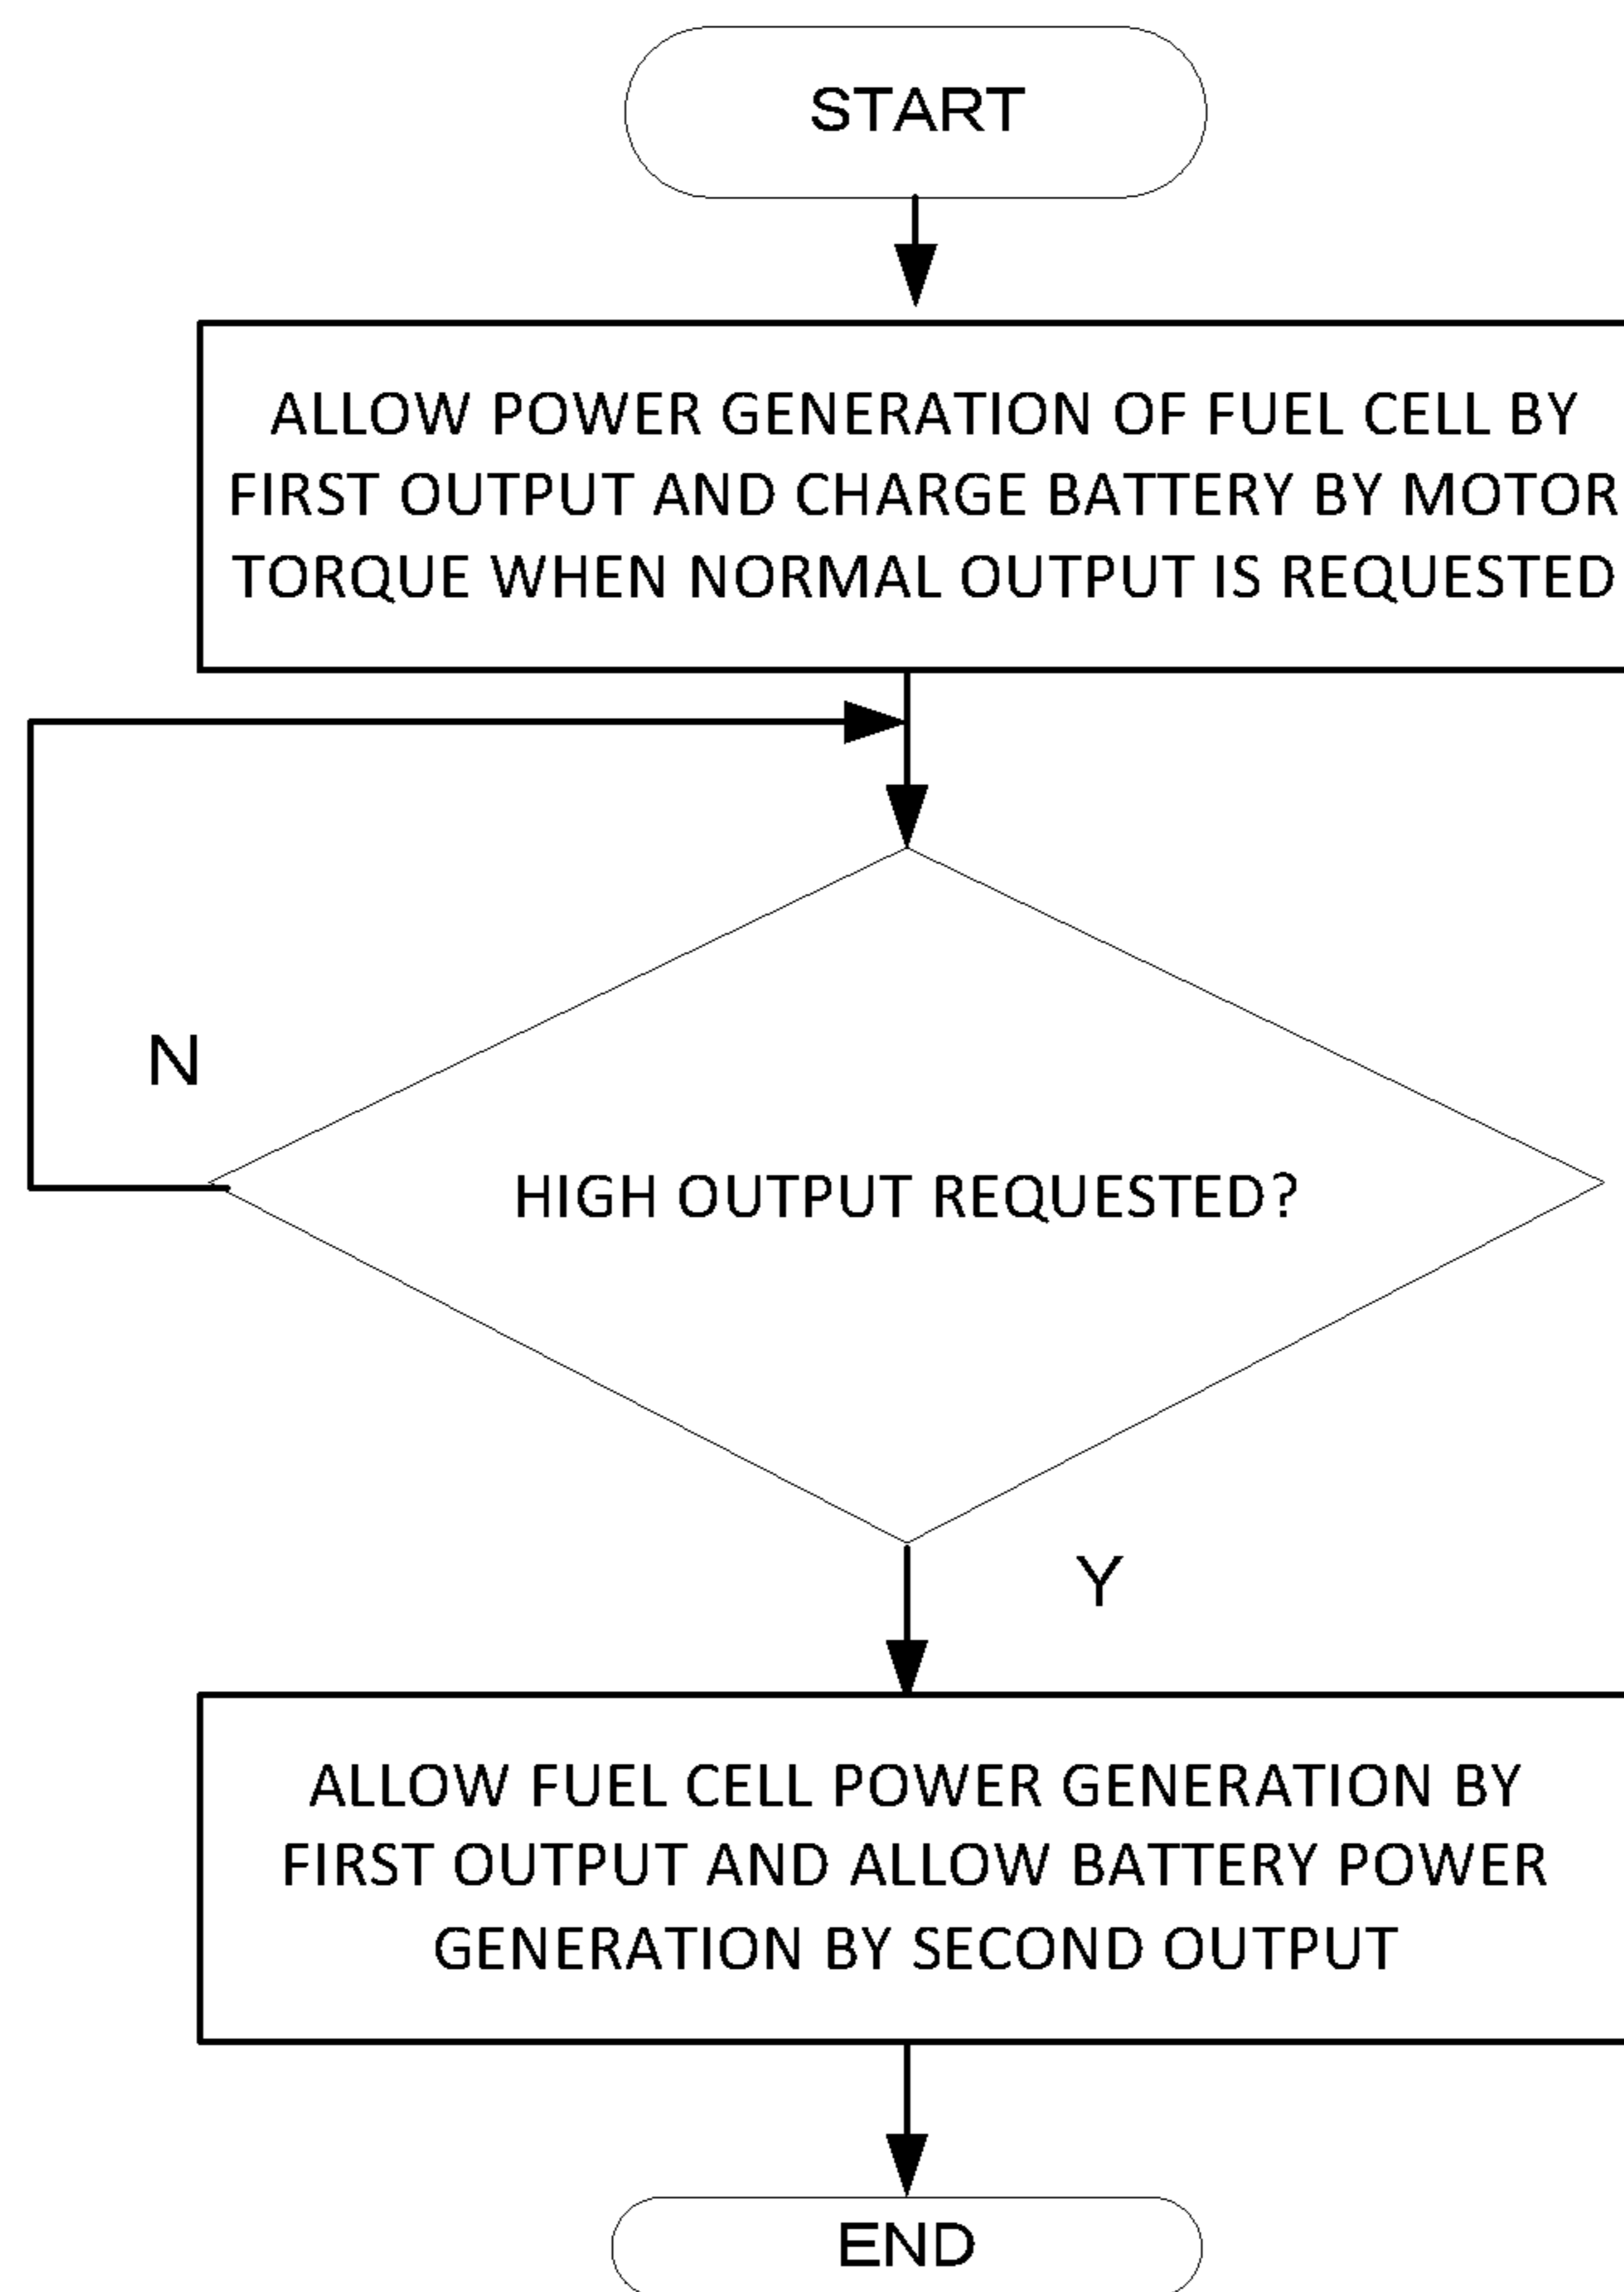 START
ALLOW POWER GENERATION OF FUEL CELL BY
FIRST OUTPUT AND CHARGE BATTERY BY MOTOR
TORQUE WHEN NORMAL OUTPUT IS REQUESTED
N
HIGH OUTPUT REQUESTED?
Y
ALLOW FUEL CELL POWER GENERATION BY
FIRST OUTPUT AND ALLOW BATTERY POWER
GENERATION BY SECOND OUTPUT
END